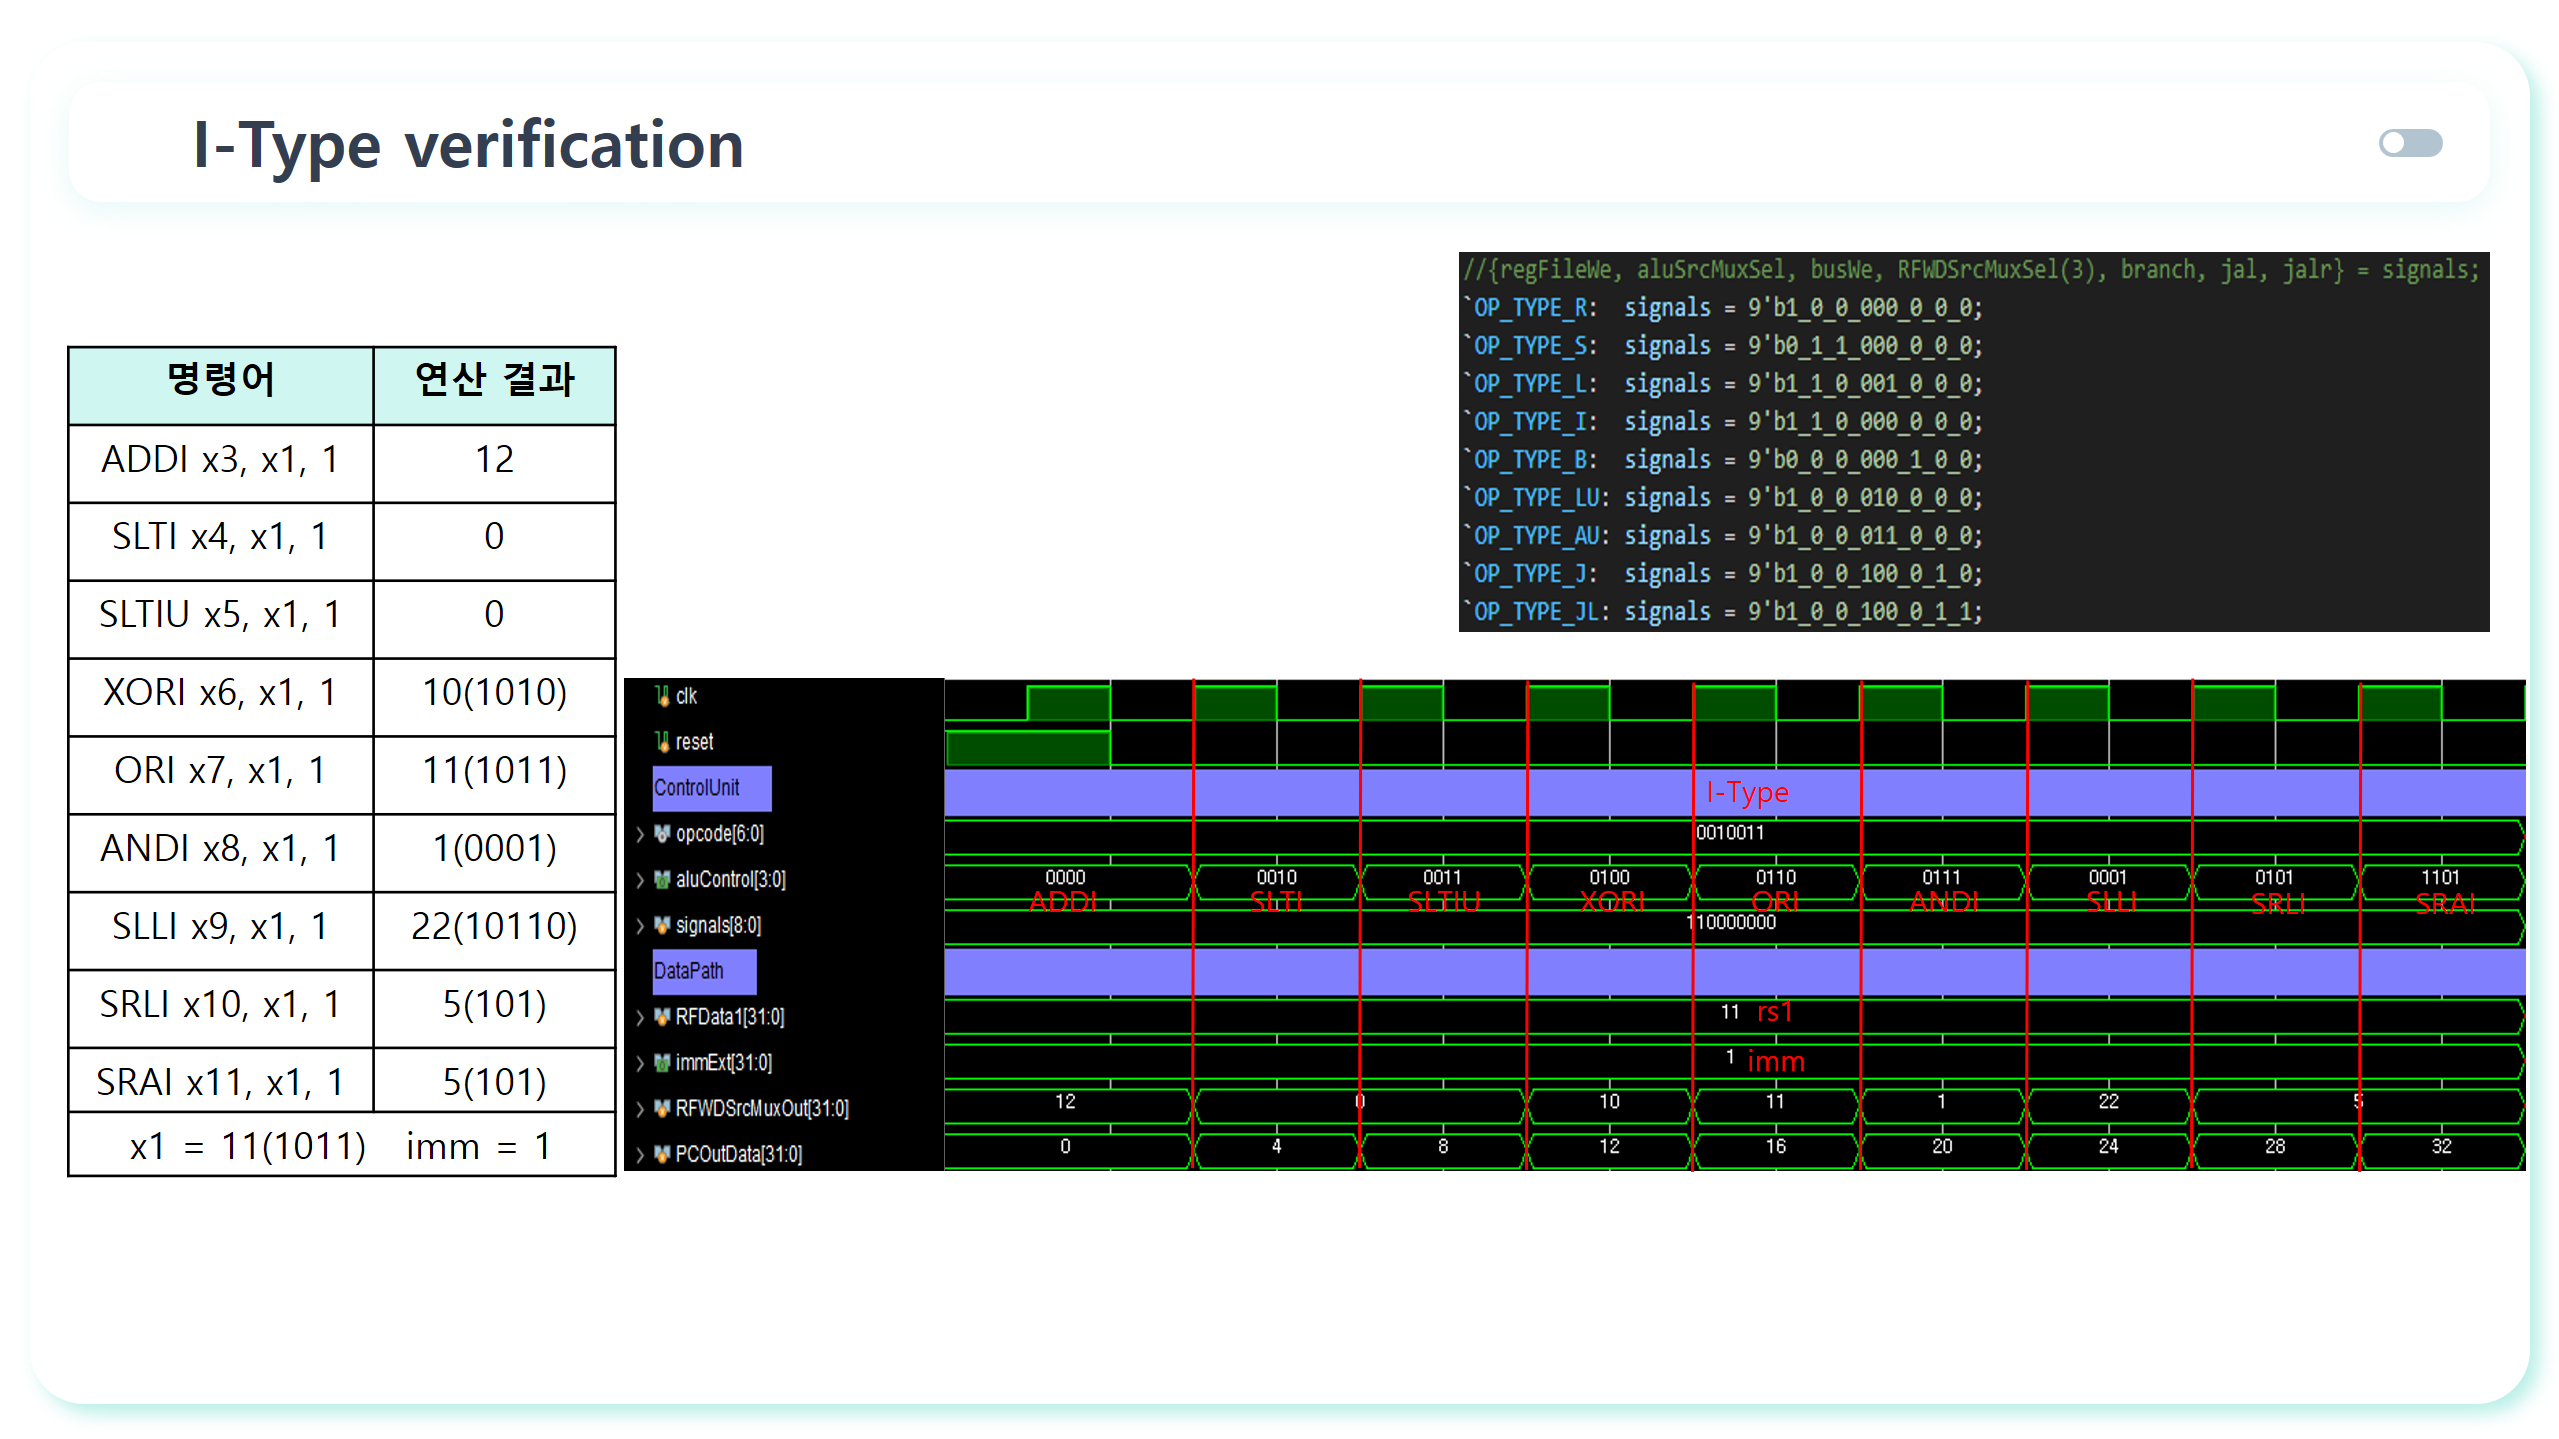 I-Type verification
//{regFileWe, aluSrcMuxSel, busWe, RFWDSrcMuxSel(3), branch, jal, jalr} = signals;
`OP_TYPE_R: signals = 9'b1_0_0_000_0_0_0;
`OP_TYPE_S: signals = 9'b0_1_1_000_0_0_0;
`OP_TYPE_L: signals = 9'b1_1_0_001_0_0_0;
`OP_TYPE_I: signals = 9'b1_1_0_000_0_0_0;
`OP_TYPE_B: signals = 9'b0_0_0_000_1_0_0;
`OP_TYPE_LU: signals = 9'b1_0_0_010_0_0_0;
`OP_TYPE_AU: signals = 9'b1_0_0_011_0_0_0;
`OP_TYPE_J: signals = 9'b1_0_0_100_0_1_0;
`OP_TYPE_JL: signals = 9'b1_0_0_100_0_1_1;
명령어 연산 결과
ADDI x3, x1, 1 12
SLTI x4, x1, 1 0
SLTIU x5, x1, 1 0
XORI x6, x1, 1 10(1010)
ORI x7, x1, 1 11(1011)
ANDI x8, x1, 1 1(0001)
SLLI x9, x1, 1 22(10110)
SRLI x10, x1, 1 5(101)
SRAI x11, x1, 1 5(101)
x1 = 11(1011) imm = 1
clk
reset
ControlUnit I-Type
opcode[6:0] 0010011
aluControl[3:0] 0000 0010 0011 0100 0110 0111 0001 0101 1101
ADDI SLTI SLTIU XORI ORI ANDI SLLI SRLI SRAI
signals[8:0] 110000000
DataPath
RFData1[31:0] 11 rs1
immExt[31:0] 1 imm
RFWDSrcMuxOut[31:0] 12 0 10 11 1 22 5
PCOutData[31:0] 0 4 8 12 16 20 24 28 32